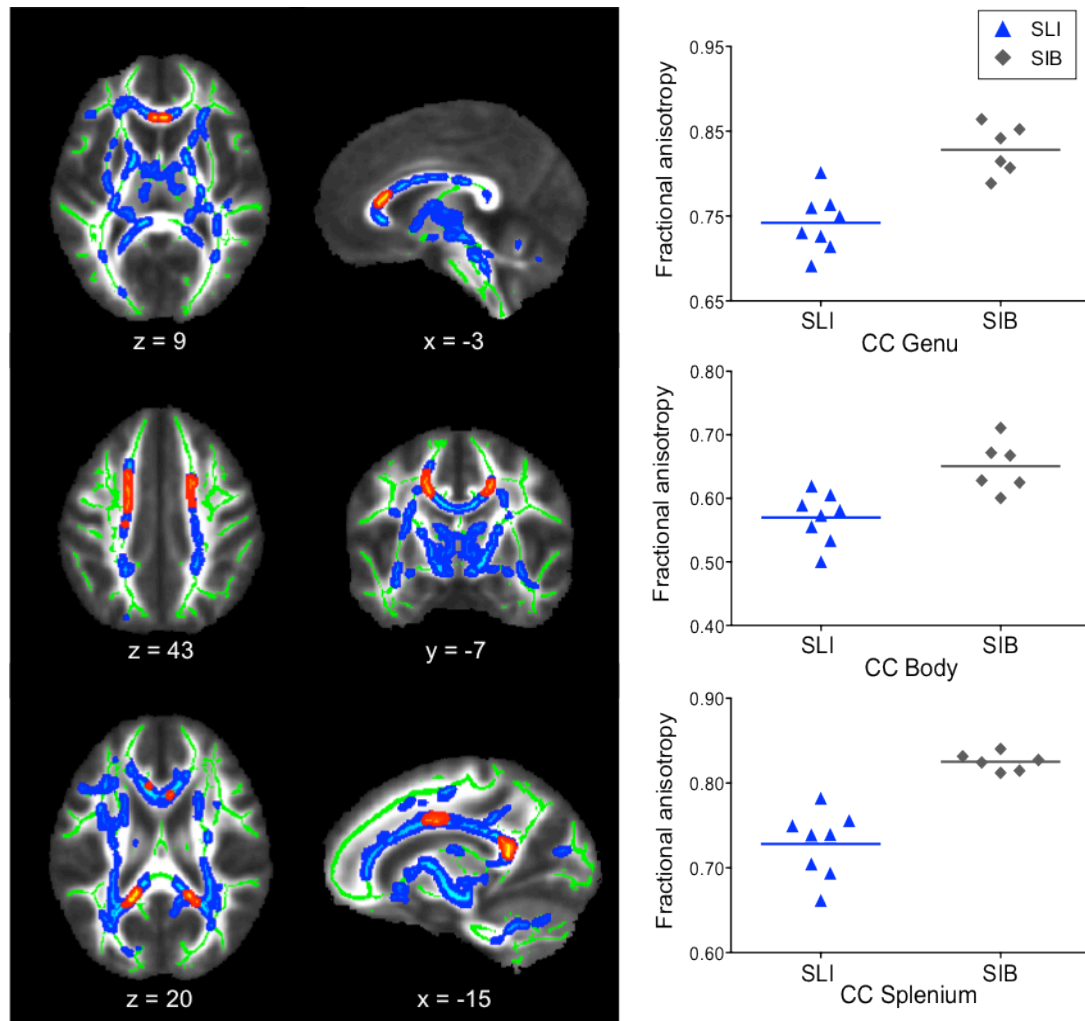 z = 9
x = -3
z = 43
y = -7
z = 20
x = -15
SLI
SIB
Fractional anisotropy
0.95
0.85
0.75
0.65
SLI
SIB
CC Genu
Fractional anisotropy
0.80
0.70
0.60
0.50
0.40
SLI
SIB
CC Body
Fractional anisotropy
0.90
0.80
0.70
0.60
SLI
SIB
CC Splenium